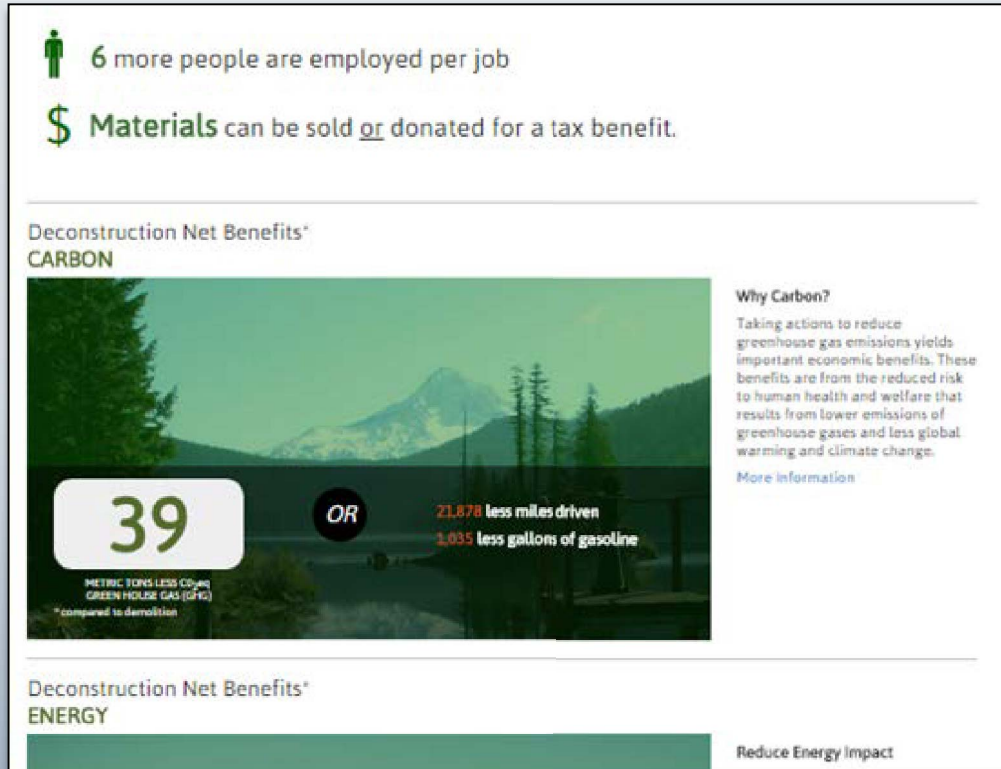 6 more people are employed per job
$ Materials can be sold or donated for a tax benefit.
Deconstruction Net Benefits*
CARBON
Why Carbon?
Taking actions to reduce
greenhouse gas emissions yields
important economic benefits. These
benefits are from the reduced risk
to human health and welfare that
results from lower emissions of
greenhouse gases and less global
warming and climate change.
More Information
39
METRIC TONS LESS CO₂eq
GREEN HOUSE GAS (GHG)
*compared to demolition
OR
21,878 less miles driven
1,035 less gallons of gasoline
Deconstruction Net Benefits*
ENERGY
Reduce Energy Impact